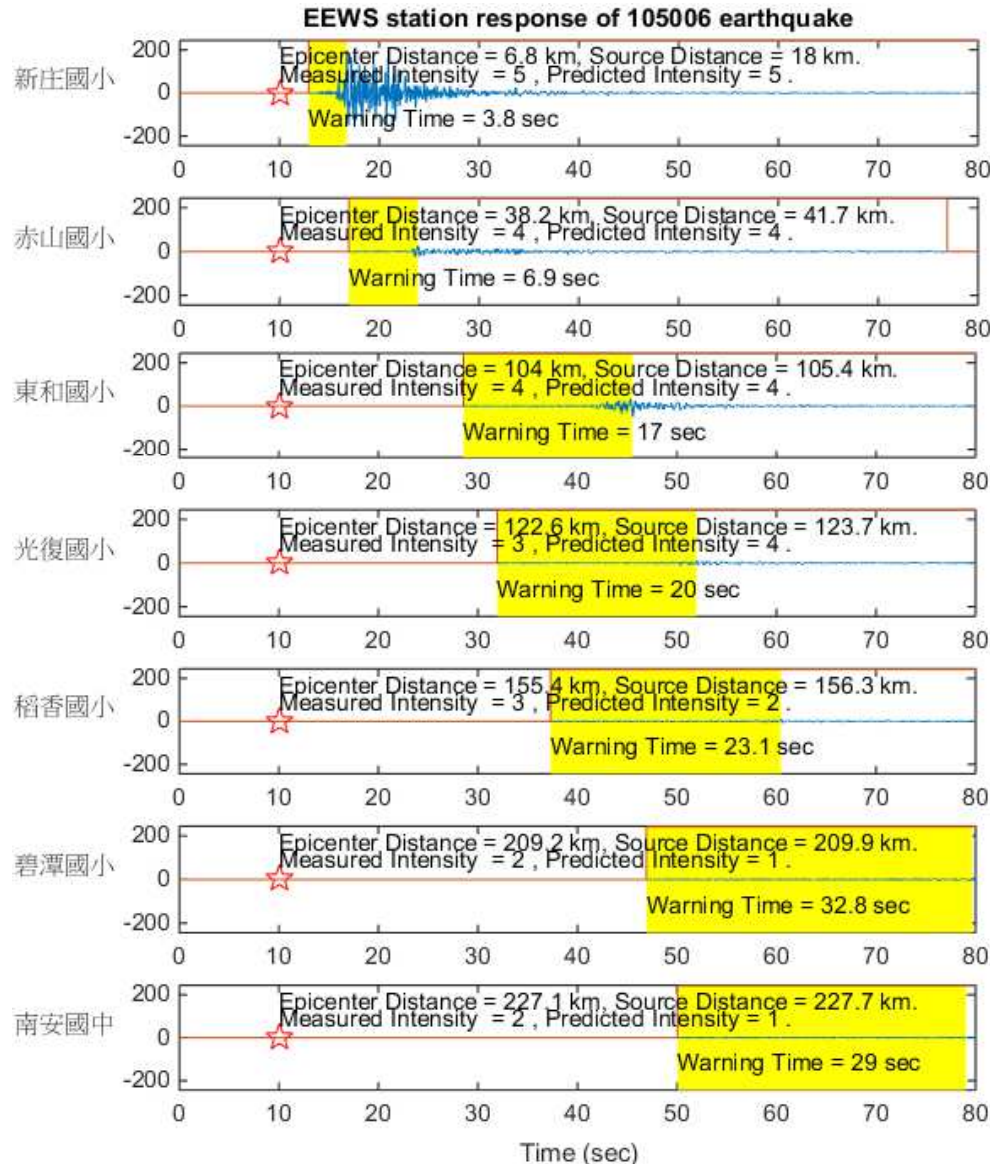 EEWS station response of 105006 earthquake
新庄國小
200
0
-200
Epicenter Distance = 6.8 km, Source Distance = 18 km.
Measured Intensity = 5 , Predicted Intensity = 5 .
Warning Time = 3.8 sec
0 10 20 30 40 50 60 70 80
赤山國小
200
0
-200
Epicenter Distance = 38.2 km, Source Distance = 41.7 km.
Measured Intensity = 4 , Predicted Intensity = 4 .
Warning Time = 6.9 sec
0 10 20 30 40 50 60 70 80
東和國小
200
0
-200
Epicenter Distance = 104 km, Source Distance = 105.4 km.
Measured Intensity = 4 , Predicted Intensity = 4 .
Warning Time = 17 sec
0 10 20 30 40 50 60 70 80
光復國小
200
0
-200
Epicenter Distance = 122.6 km, Source Distance = 123.7 km.
Measured Intensity = 3 , Predicted Intensity = 4 .
Warning Time = 20 sec
0 10 20 30 40 50 60 70 80
稻香國小
200
0
-200
Epicenter Distance = 155.4 km, Source Distance = 156.3 km.
Measured Intensity = 3 , Predicted Intensity = 2 .
Warning Time = 23.1 sec
0 10 20 30 40 50 60 70 80
碧潭國小
200
0
-200
Epicenter Distance = 209.2 km, Source Distance = 209.9 km.
Measured Intensity = 2 , Predicted Intensity = 1 .
Warning Time = 32.8 sec
0 10 20 30 40 50 60 70 80
南安國中
200
0
-200
Epicenter Distance = 227.1 km, Source Distance = 227.7 km.
Measured Intensity = 2 , Predicted Intensity = 1 .
Warning Time = 29 sec
0 10 20 30 40 50 60 70 80
Time (sec)